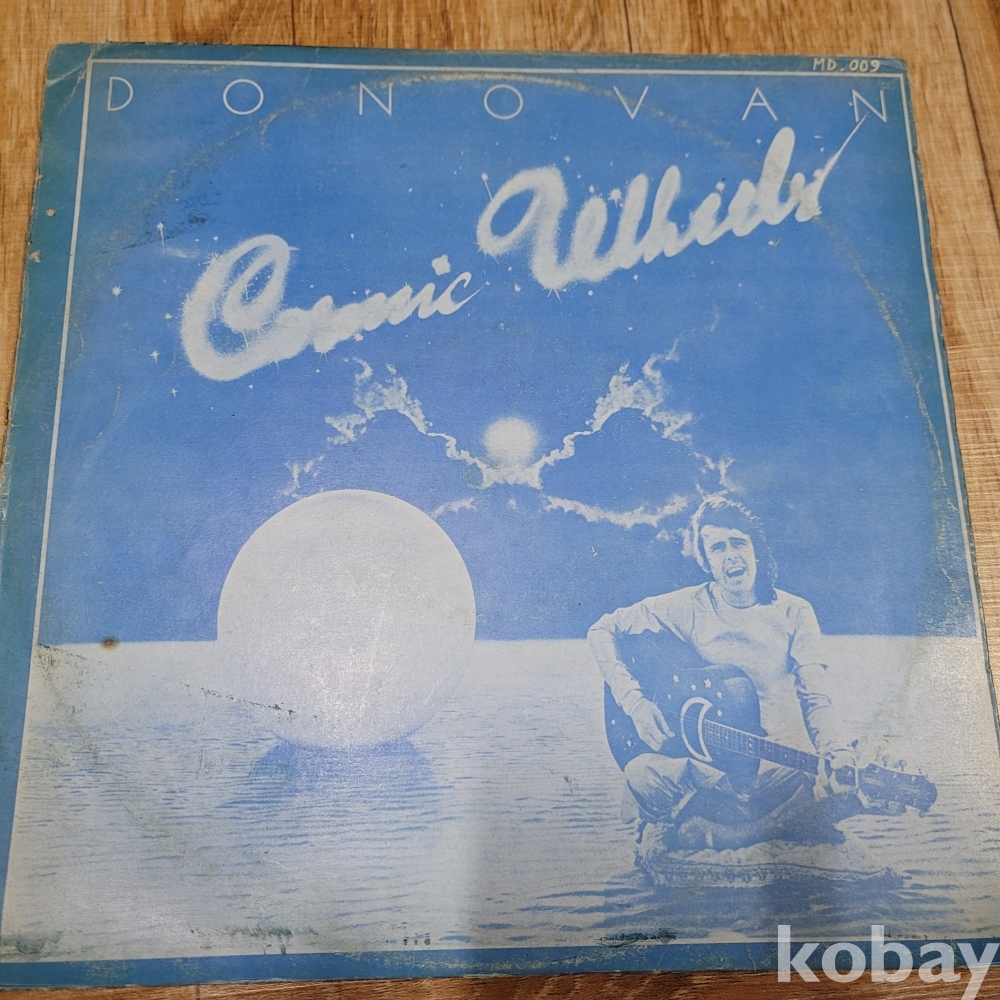 MD.009
DONOVAN
Cosmic Wheels
kobay